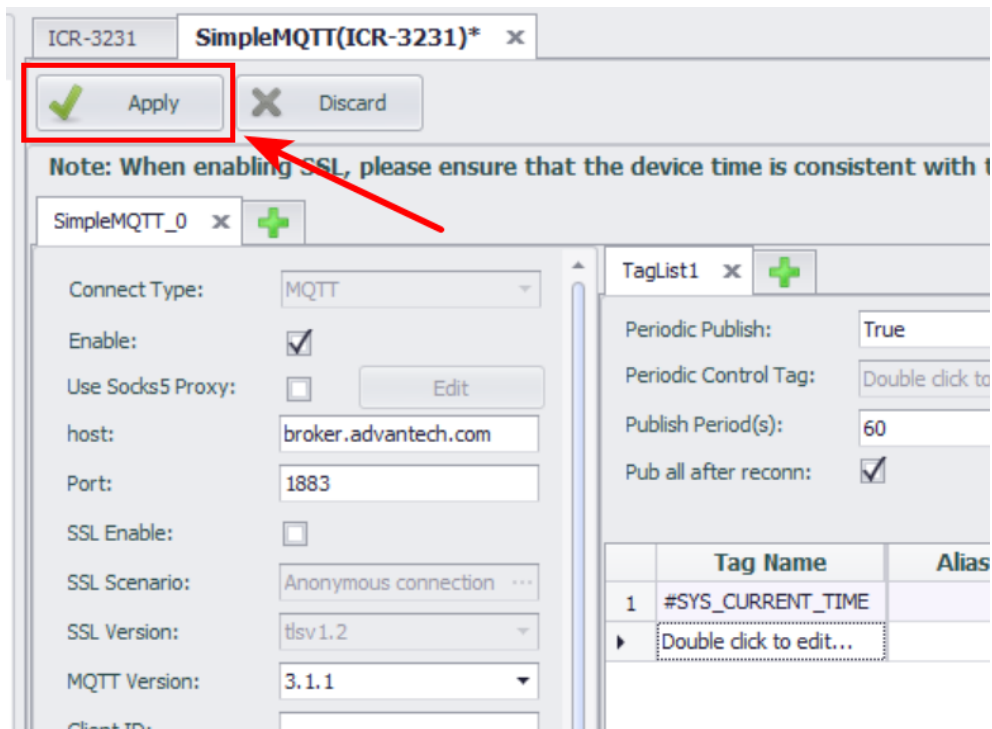 ICR-3231
SimpleMQTT(ICR-3231)*
Apply
Discard
Note: When enabling SSL, please ensure that the device time is consistent with
SimpleMQTT_0
Connect Type:
MQTT
Enable:
Use Socks5 Proxy:
Edit
host:
broker.advantech.com
Port:
1883
SSL Enable:
SSL Scenario:
Anonymous connection ...
SSL Version:
tlsv1.2
MQTT Version:
3.1.1
Client ID:
TagList1
Periodic Publish:
True
Periodic Control Tag:
Double click to
Publish Period(s):
60
Pub all after reconn:
Tag Name
Alias
1
#SYS_CURRENT_TIME
Double click to edit...